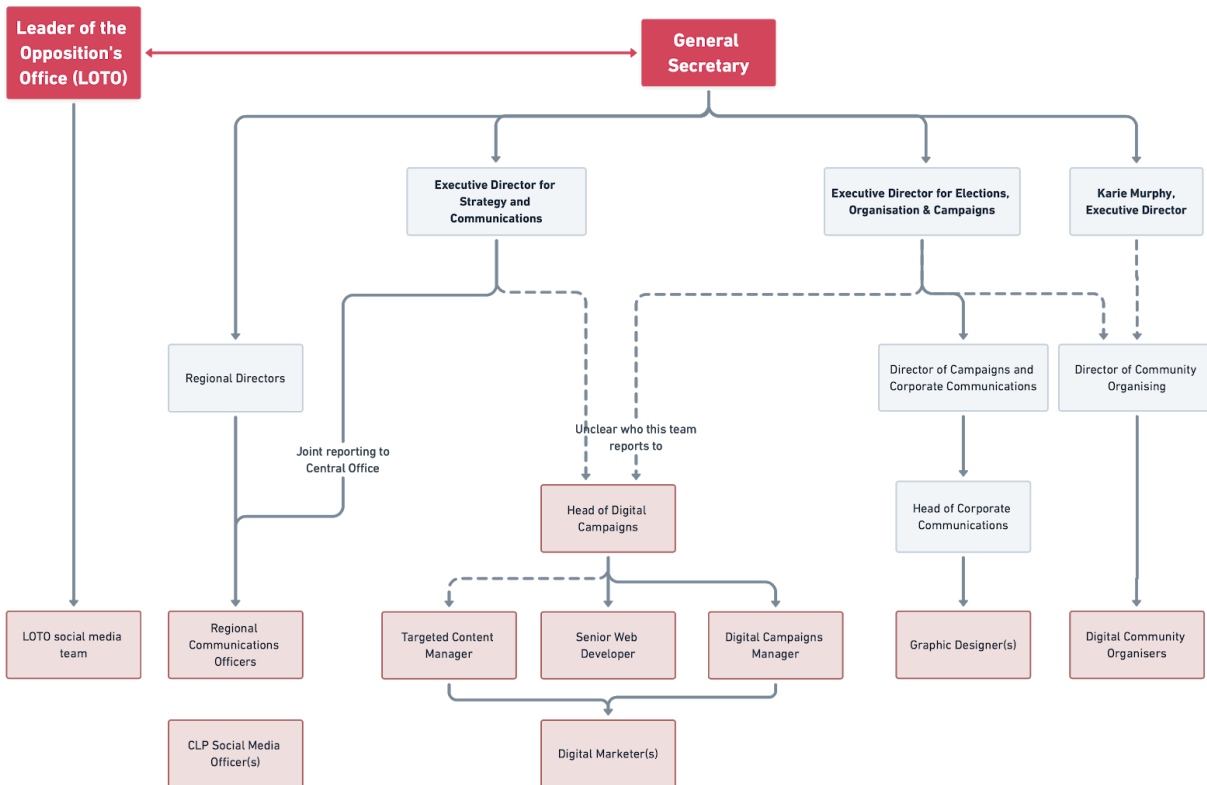 Leader of the
Opposition's
Office (LOTO)
General
Secretary
Executive Director for
Strategy and
Communications
Executive Director for Elections,
Organisation & Campaigns
Karie Murphy,
Executive Director
Regional Directors
Director of Campaigns and
Corporate Communications
Director of Community
Organising
Joint reporting to
Central Office
Unclear who this team
reports to
Head of Digital
Campaigns
Head of Corporate
Communications
LOTO social media
team
Regional
Communications
Officers
Targeted Content
Manager
Senior Web
Developer
Digital Campaigns
Manager
Graphic Designer(s)
Digital Community
Organisers
CLP Social Media
Officer(s)
Digital Marketer(s)